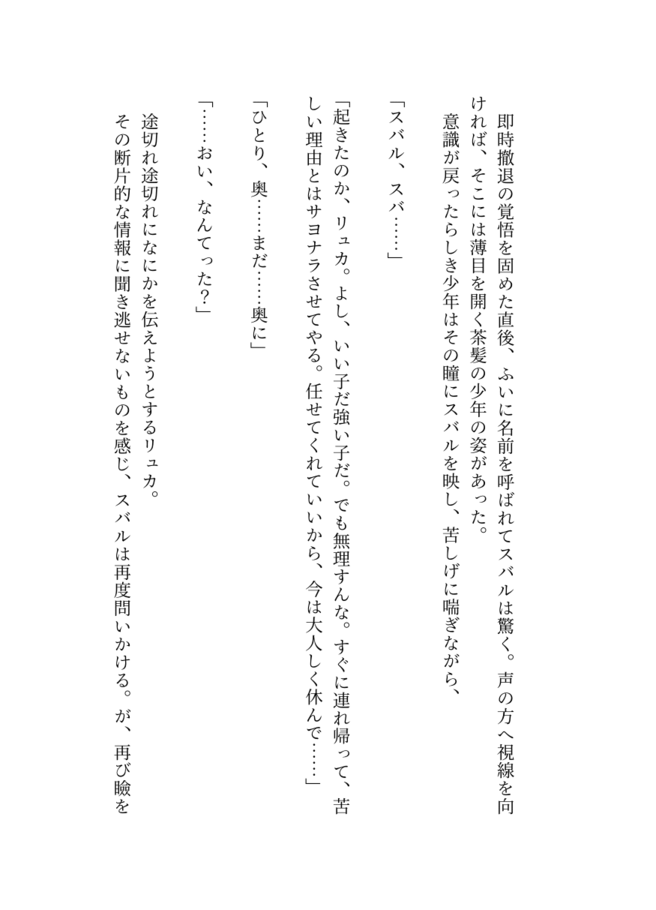 即時撤退の覚悟を固めた直後、ふいに名前を呼ばれてスバルは驚く。声の方へ視線を向
ければ、そこには薄目を開く茶髪の少年の姿があった。
意識が戻ったらしき少年はその瞳にスバルを映し、苦しげに喘ぎながら、
「スバル、スバ……」
「起きたのか、リュカ。よし、いい子だ強い子だ。でも無理すんな。すぐに連れ帰って、苦
しい理由とはサヨナラさせてやる。任せてくれていいから、今は大人しく休んで……」
「ひとり、奥……まだ……奥に」
「……おい、なんてった？」
途切れ途切れになにかを伝えようとするリュカ。
その断片的な情報に聞き逃せないものを感じ、スバルは再度問いかける。が、再び瞼を